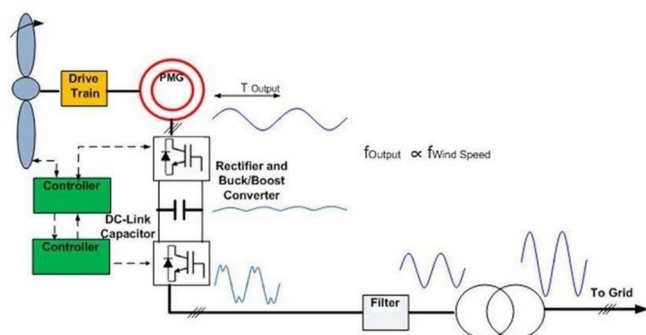 Drive
Train
PMG
T Output
fOutput ∝ fWind Speed
Rectifier and
Buck/Boost
Converter
Controller
DC-Link
Capacitor
Controller
Filter
To Grid